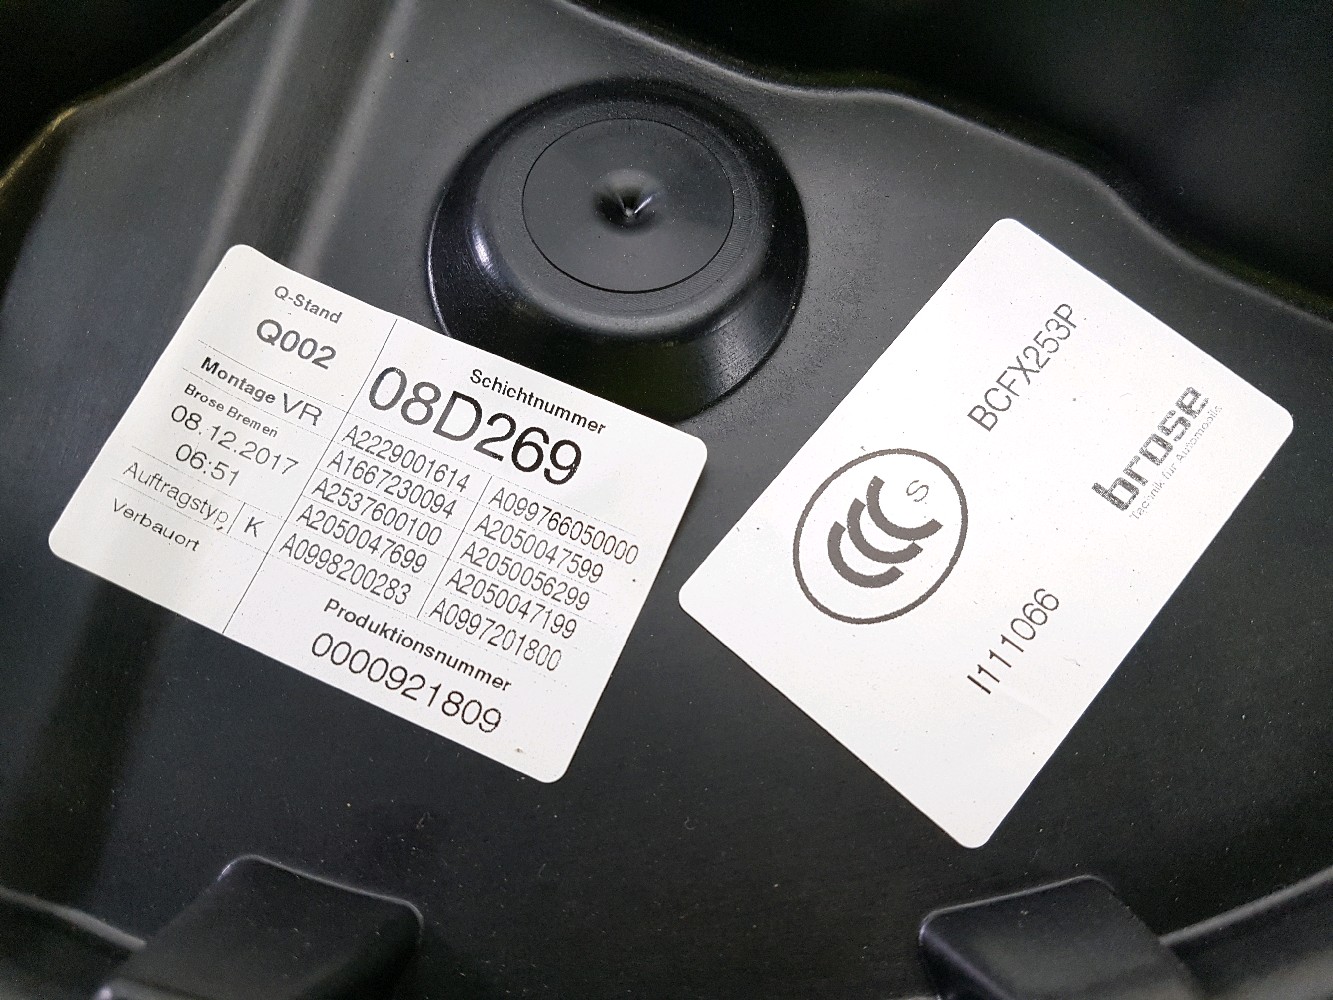 Q-Stand
Q002
Montage VR
Brose Bremen
08.12.2017
06:51
Auftragstyp K
Verbauort
Schichtnummer
08D269
A2229001614 A099766050000
A1667230094 A2050047599
A2537600100 A2050056299
A2050047699 A2050047199
A0998200283 A0997201800
Produktionsnummer
0000921809
BCFX253P
CCC S
I111066
brose
Technik für Automobile